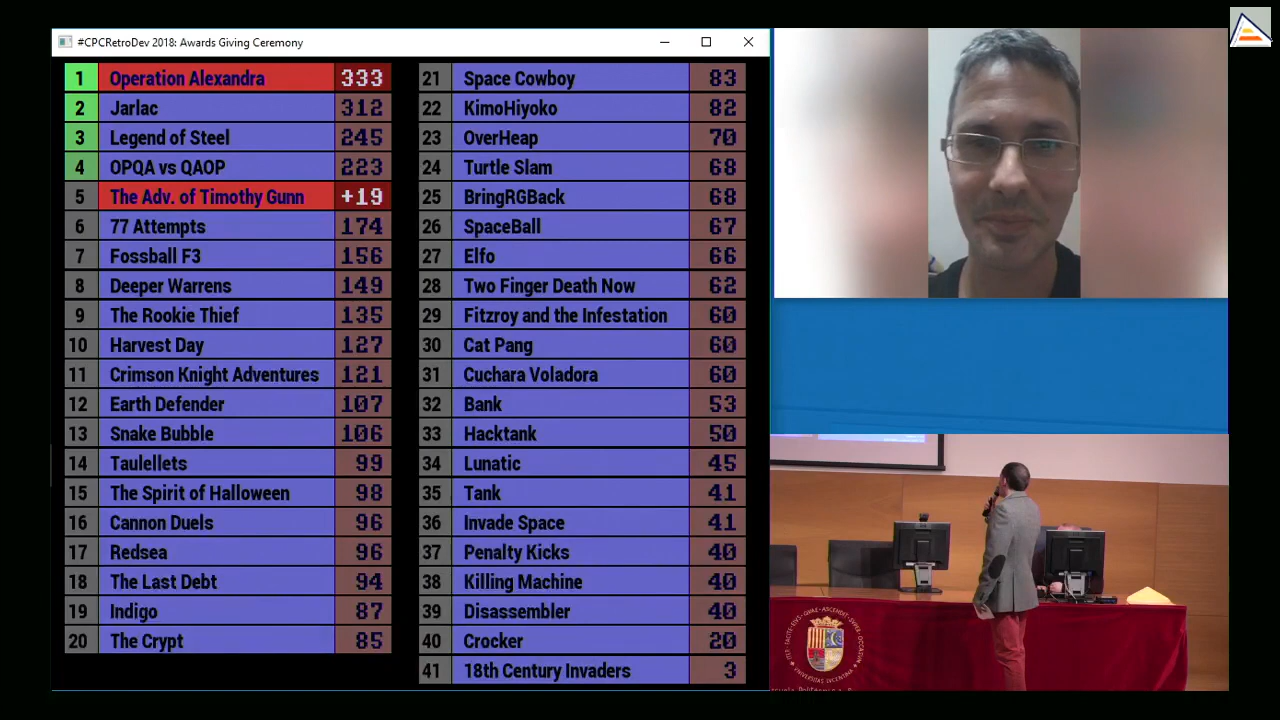 #CPCRetroDev 2018: Awards Giving Ceremony
1 Operation Alexandra 333
2 Jarlac 312
3 Legend of Steel 245
4 OPQA vs QAOP 223
5 The Adv. of Timothy Gunn +19
6 77 Attempts 174
7 Fossball F3 156
8 Deeper Warrens 149
9 The Rookie Thief 135
10 Harvest Day 127
11 Crimson Knight Adventures 121
12 Earth Defender 107
13 Snake Bubble 106
14 Taulellets 99
15 The Spirit of Halloween 98
16 Cannon Duels 96
17 Redsea 96
18 The Last Debt 94
19 Indigo 87
20 The Crypt 85
21 Space Cowboy 83
22 KimoHiyoko 82
23 OverHeap 70
24 Turtle Slam 68
25 BringRGBack 68
26 SpaceBall 67
27 Elfo 66
28 Two Finger Death Now 62
29 Fitzroy and the Infestation 60
30 Cat Pang 60
31 Cuchara Voladora 60
32 Bank 53
33 Hacktank 50
34 Lunatic 45
35 Tank 41
36 Invade Space 41
37 Penalty Kicks 40
38 Killing Machine 40
39 Disassembler 40
40 Crocker 20
41 18th Century Invaders 3